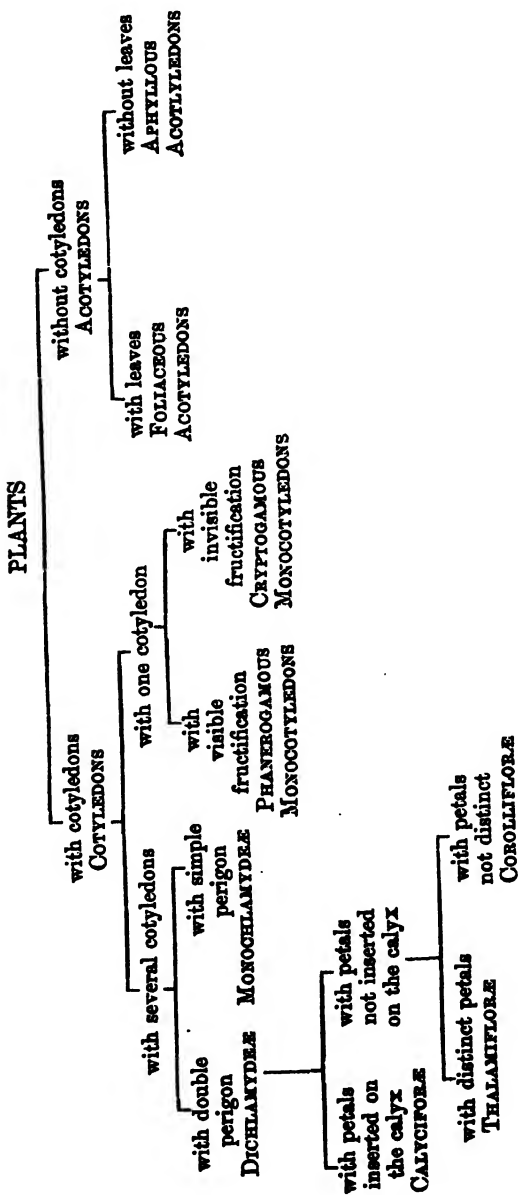 PLANTS
with cotyledons
COTYLEDONS
without cotyledons
ACOTYLEDONS
with several cotyledons
with one cotyledon
with leaves
FOLIACEOUS
ACOTYLEDONS
without leaves
APHYLLOUS
ACOTLYLEDONS
with double
perigon
DICHLAMYDEÆ
with simple
perigon
MONOCHLAMYDEÆ
with
visible
fructification
PHANEROGAMOUS
MONOCOTYLEDONS
with
invisible
fructification
CRYPTOGAMOUS
MONOCOTYLEDONS
with petals
inserted on
the calyx
CALYCIFORÆ
with petals
not inserted
on the calyx
with distinct petals
THALAMIFLORÆ
with petals
not distinct
COROLLIFLORÆ